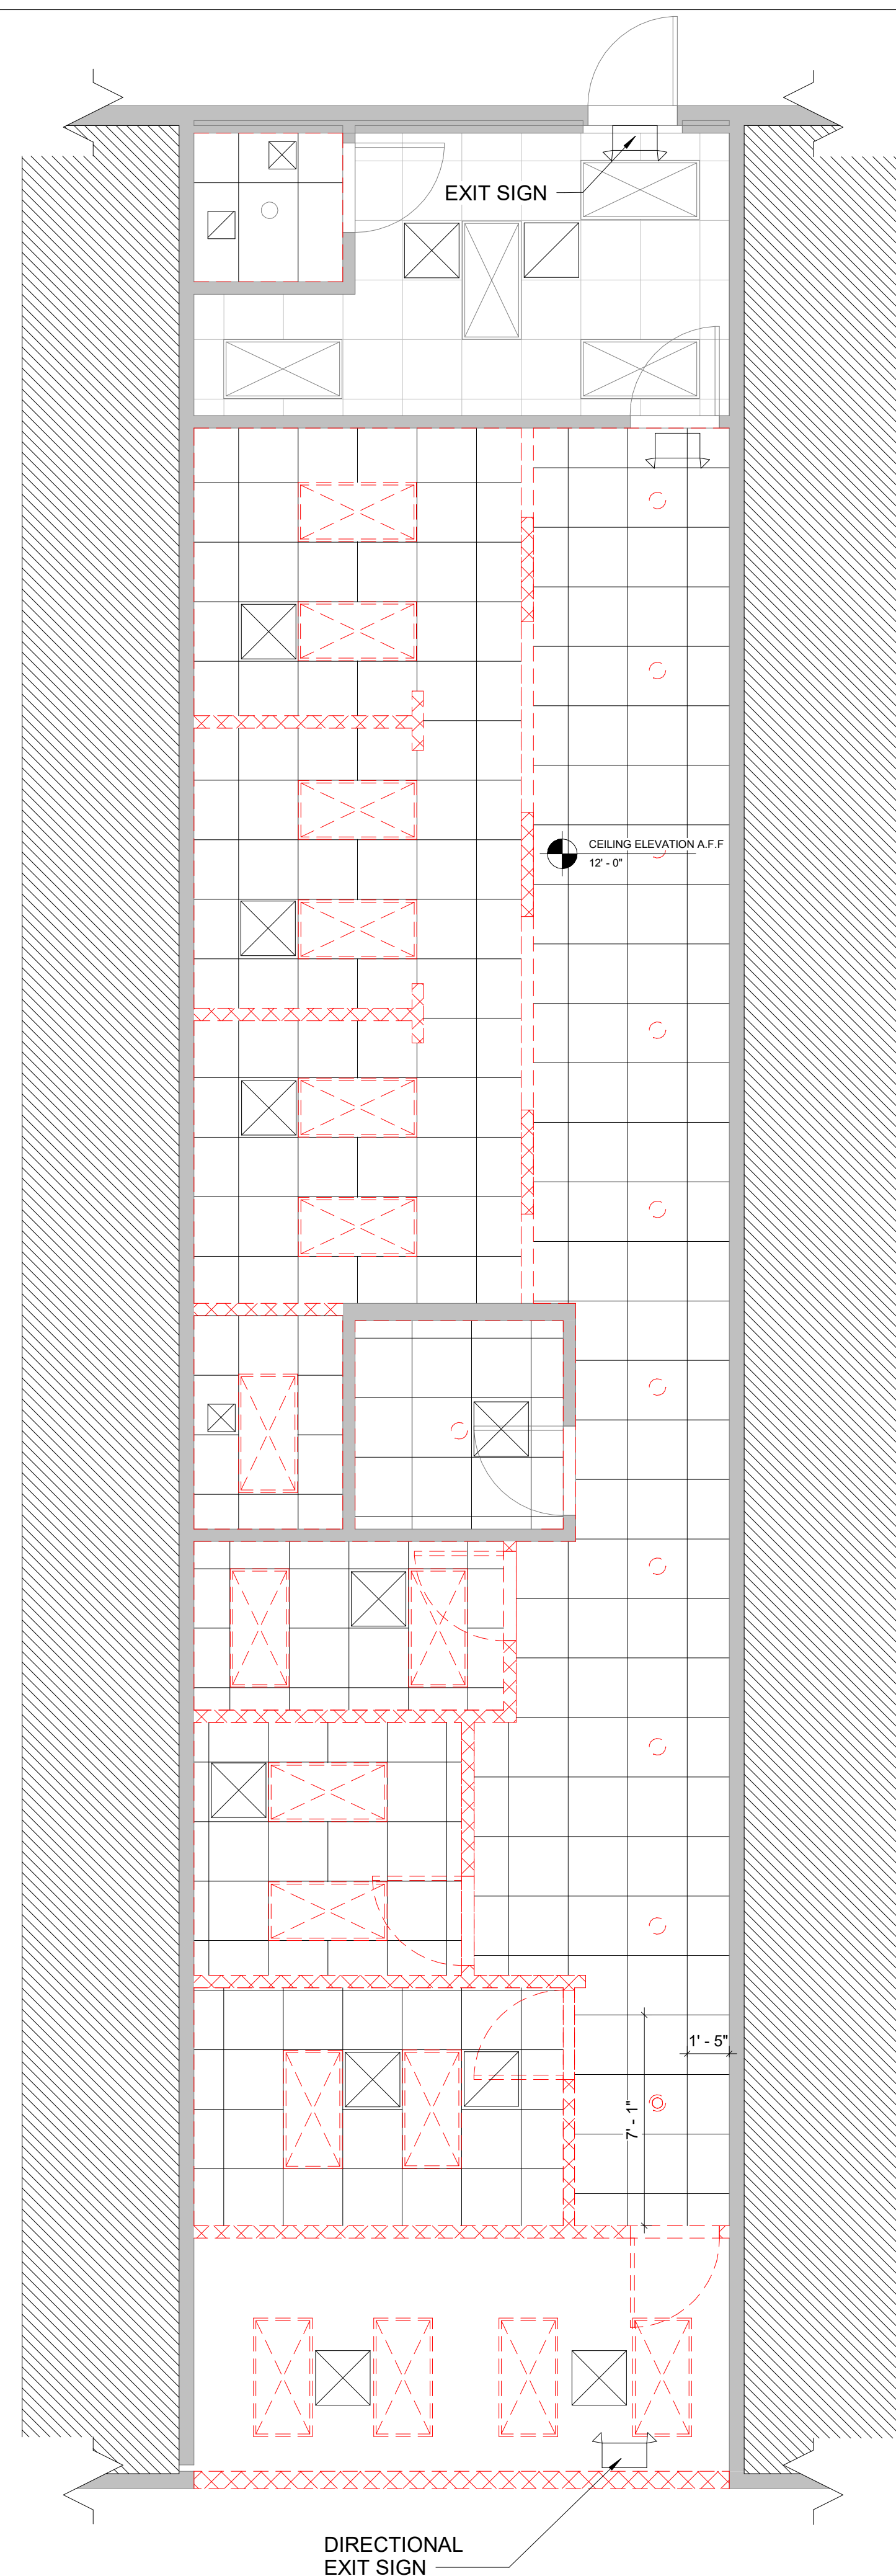 EXIT SIGN
CEILING ELEVATION A.F.F
12' - 0"
1' - 5"
7' - 1"
DIRECTIONAL
EXIT SIGN